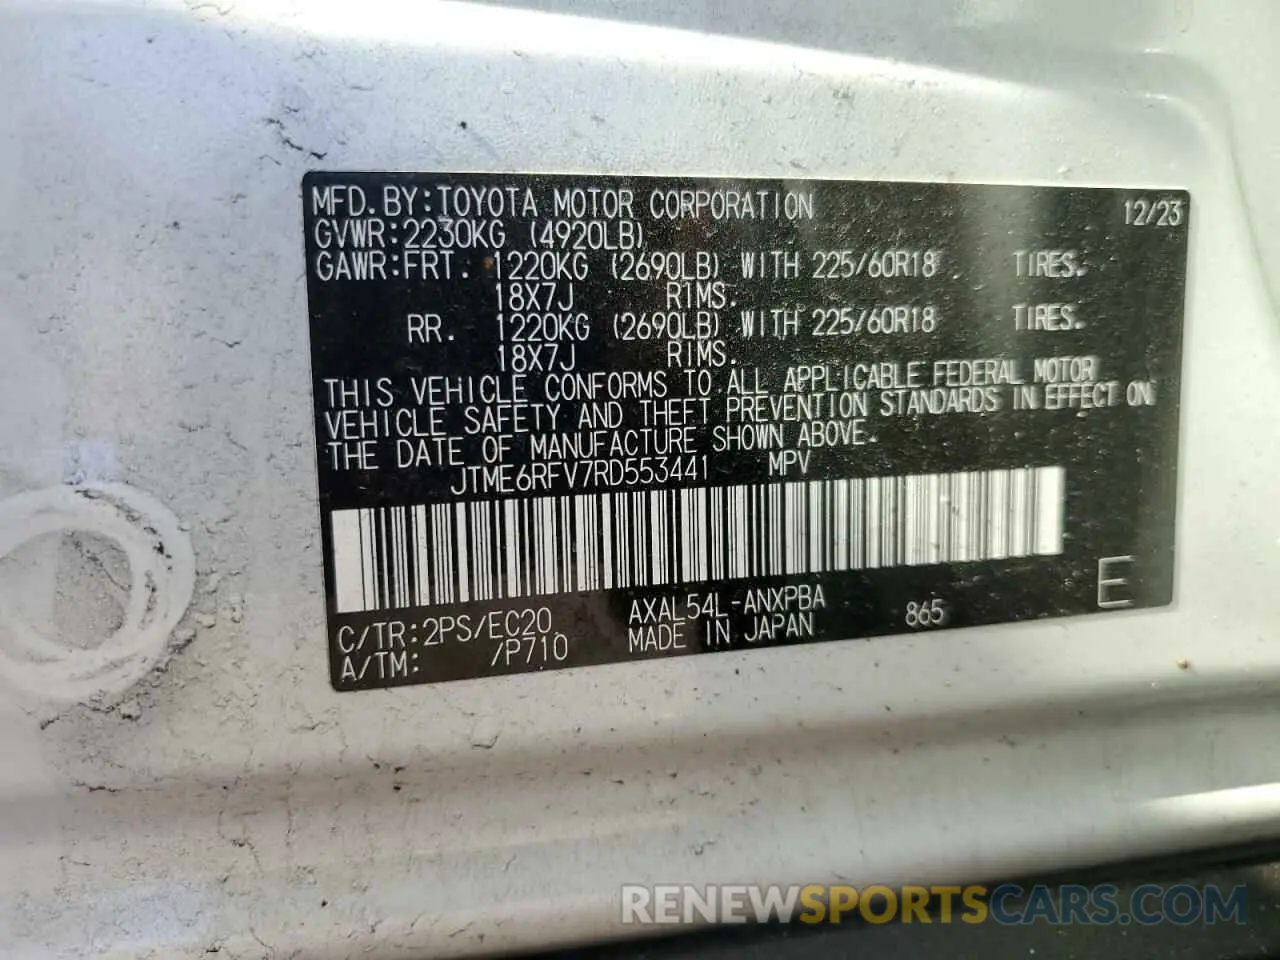 MFD.BY:TOYOTA MOTOR CORPORATION 12/23
GVWR:2230KG (4920LB)
GAWR:FRT. 1220KG (2690LB) WITH 225/60R18 TIRES.
18X7J RIMS.
RR. 1220KG (2690LB) WITH 225/60R18 TIRES.
18X7J RIMS.
THIS VEHICLE CONFORMS TO ALL APPLICABLE FEDERAL MOTOR
VEHICLE SAFETY AND THEFT PREVENTION STANDARDS IN EFFECT ON
THE DATE OF MANUFACTURE SHOWN ABOVE.
JTME6RFV7RD553441 MPV
C/TR:2PS/EC20 AXAL54L-ANXPBA 865 E
A/TM: /P710 MADE IN JAPAN
RENEWSPORTSCARS.COM